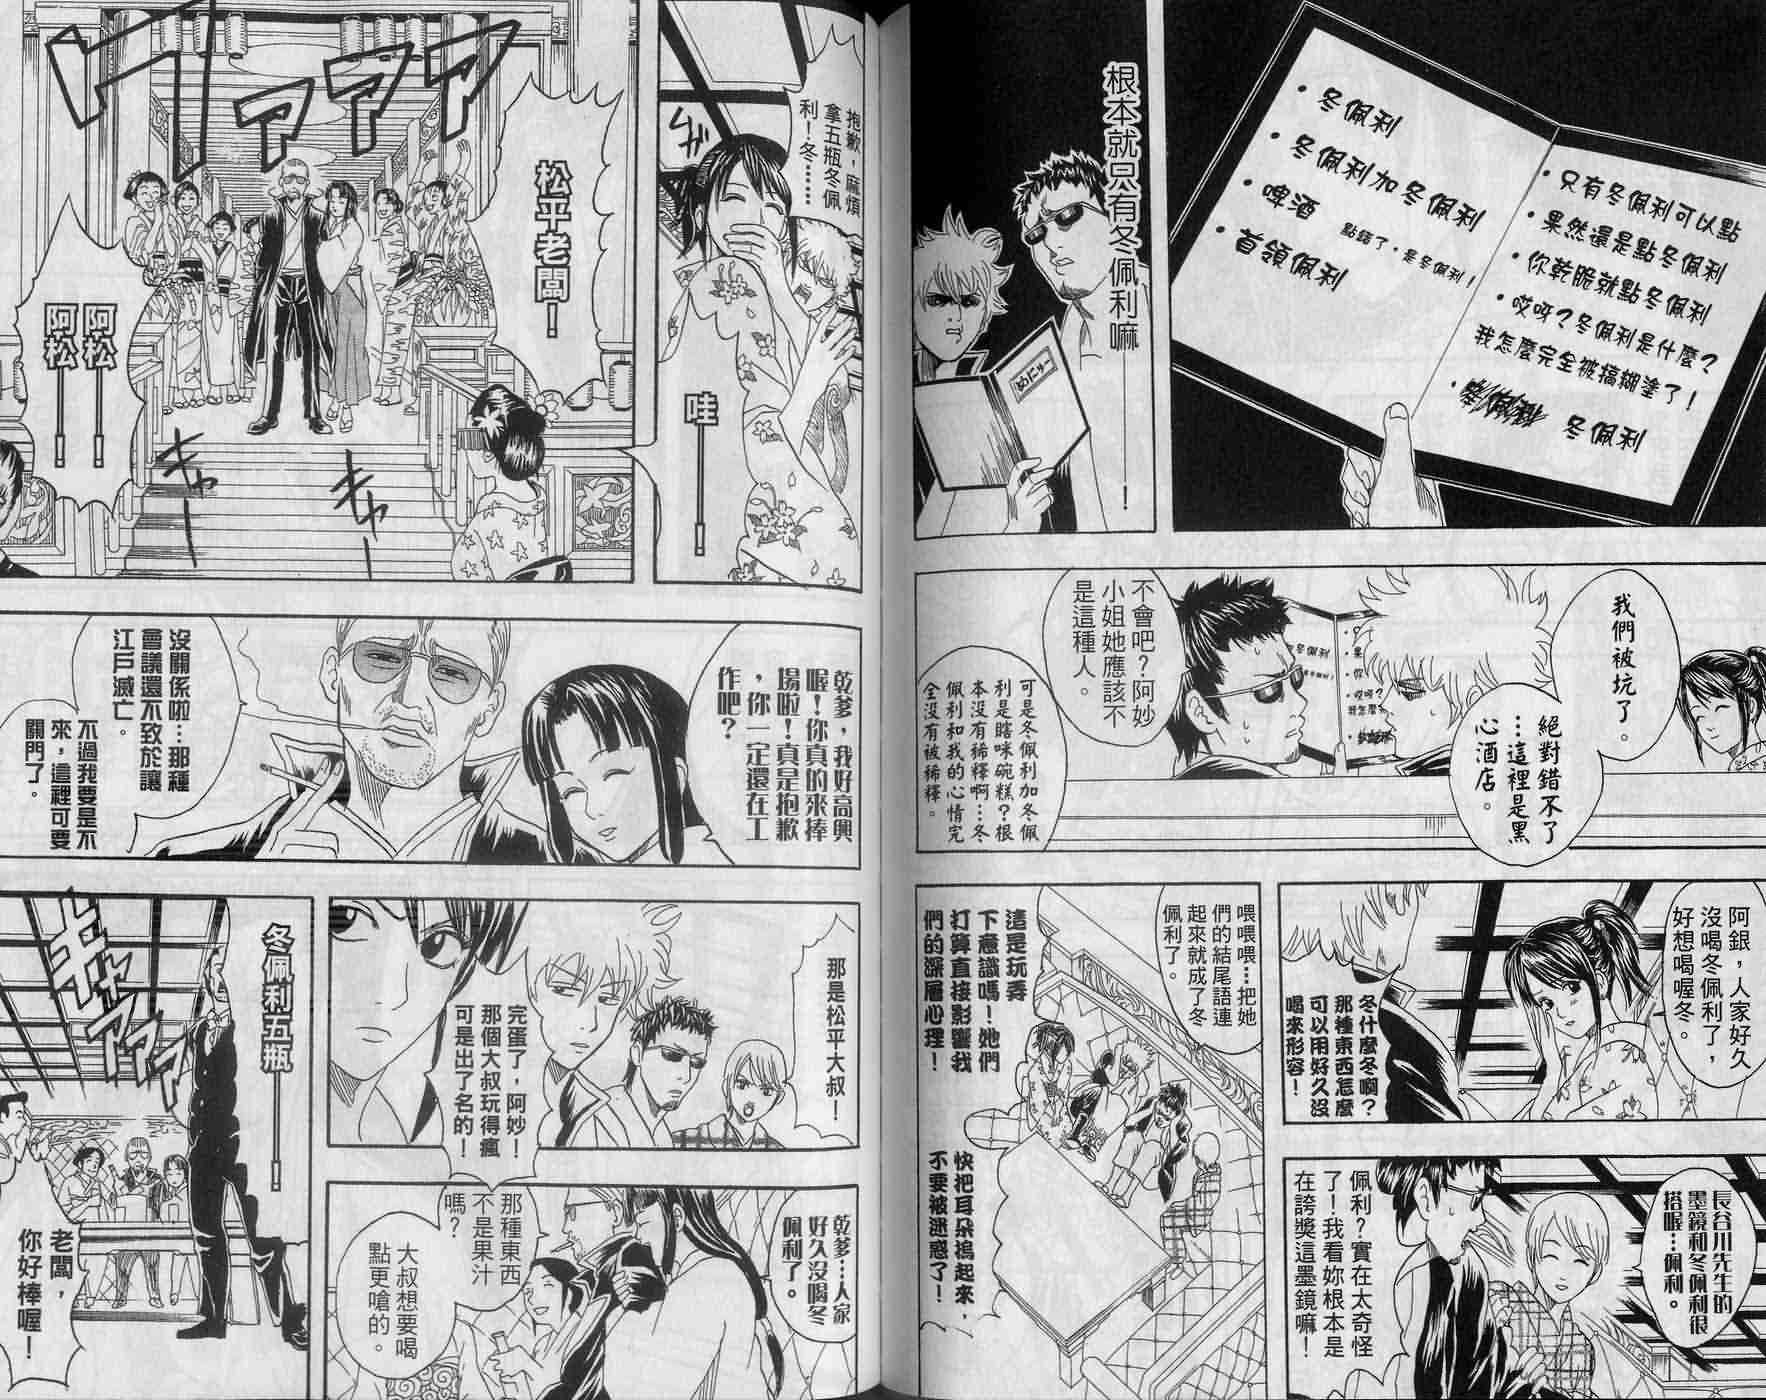 ・只有冬佩利可以點
・果然還是點冬佩利
・你乾脆就點冬佩利
・哎呀？冬佩利是什麼？
我怎麼完全被搞糊塗了！
・冬佩利
・冬佩利
・冬佩利加冬佩利
・啤酒
點錯了，是冬佩利！
・首領佩利
根本就只有冬佩利嘛——！
めにゅー
我們被坑了。
絕對錯不了
…這裡是黑
心酒店。
不會吧？阿妙
小姐她應該不
是這種人。
可是冬佩利加冬佩
利是瞎咪碗糕？根
本沒有稀釋啊…冬
佩利和我的心情完
全沒有被稀釋。
阿銀，人家好久
沒喝冬佩利了，
好想喝喔冬。
冬什麼冬啊？
那種東西怎麼
可以用好久沒
喝來形容！
長谷川先生的
墨鏡利冬佩利很
搭喔…佩利。
佩利？實在太奇怪
了！我看妳根本是
在誇獎這墨鏡嘛！
喂喂喂…把她
們的結尾語連
起來就成了冬
佩利了。
這是玩弄
下意識嗎！她們
打算直接影響我
們的深層心理！
快把耳朵摀起來，
不要被迷惑了！
抱歉，麻煩
拿五瓶冬佩
利！冬……
哇——！
松平老闆！
阿松——！
阿松——！
ザァァァ
キャー
キャー
乾爹，我好高興
喔！你真的來捧
場啦！真是抱歉
，你一定還在工
作吧？
沒關係啦…那種
會議還不致於讓
江戶滅亡。
不過我要是不
來，這裡可要
關門了。
那是松平大叔！
完蛋了，阿妙！
那個大叔玩得瘋
可是出了名的！
乾爹…人家
好久沒喝冬
佩利了。
那種東西
不是果汁
嗎？
大叔想要喝
點更嗆的。
冬佩利五瓶——！
キャァァァ
老闆，
你好棒喔！